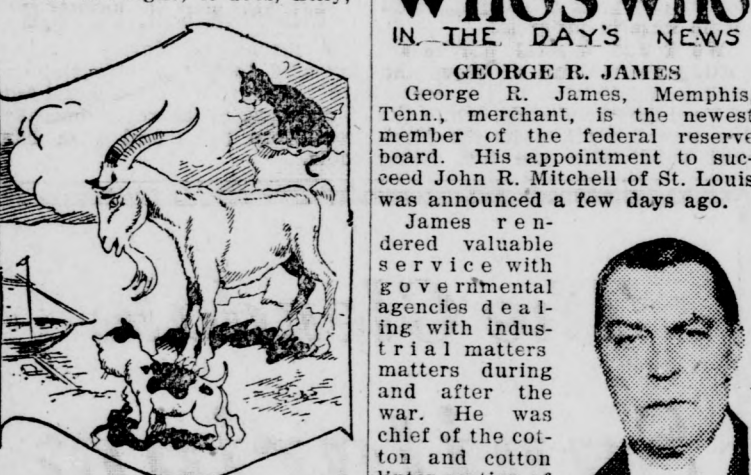 WHO'S WHO
IN THE DAY'S NEWS
GEORGE R. JAMES
George R. James, Memphis
Tenn., merchant, is the newest
member of the federal reserve
board. His appointment to suc-
ceed John R. Mitchell of St. Louis
was announced a few days ago.
James ren-
dered valuable
service with
governmental
agencies deal-
ing with indus-
trial matters
matters during
and after the
war. He was
chief of the cot-
ton and cotton